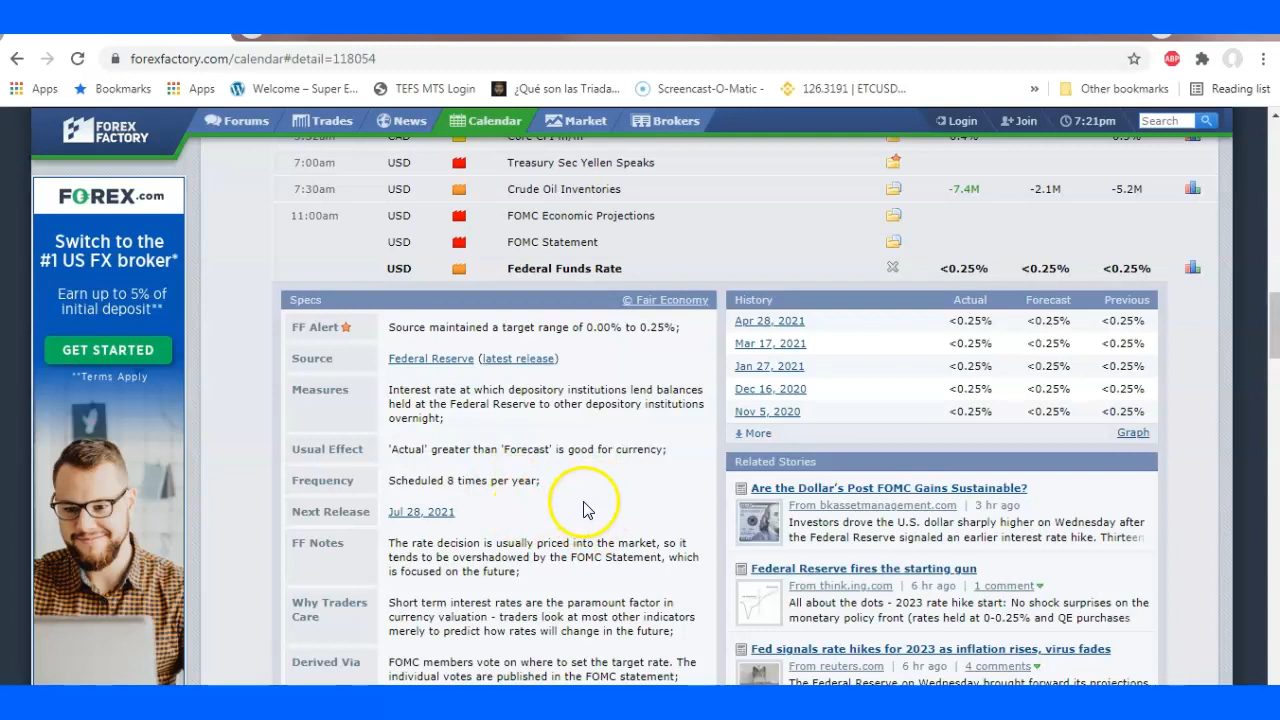 forexfactory.com/calendar#detail=118054
Apps Bookmarks Apps Welcome – Super E... TEFS MTS Login ¿Qué son las Triada... Screencast-O-Matic - 126.3191 | ETCUSD... » Other bookmarks Reading list
FOREX FACTORY Forums Trades News Calendar Market Brokers Login Join 7:21pm Search
CAD Core CPI m/m
7:00am USD Treasury Sec Yellen Speaks
7:30am USD Crude Oil Inventories -7.4M -2.1M -5.2M
11:00am USD FOMC Economic Projections
USD FOMC Statement
USD Federal Funds Rate <0.25% <0.25% <0.25%
FOREX.com
Switch to the
#1 US FX broker*
Earn up to 5% of
initial deposit**
GET STARTED
**Terms Apply
Specs © Fair Economy
FF Alert Source maintained a target range of 0.00% to 0.25%;
Source Federal Reserve (latest release)
Measures Interest rate at which depository institutions lend balances
held at the Federal Reserve to other depository institutions
overnight;
Usual Effect 'Actual' greater than 'Forecast' is good for currency;
Frequency Scheduled 8 times per year;
Next Release Jul 28, 2021
FF Notes The rate decision is usually priced into the market, so it
tends to be overshadowed by the FOMC Statement, which
is focused on the future;
Why Traders Care Short term interest rates are the paramount factor in
currency valuation - traders look at most other indicators
merely to predict how rates will change in the future;
Derived Via FOMC members vote on where to set the target rate. The
individual votes are published in the FOMC statement;
History Actual Forecast Previous
Apr 28, 2021 <0.25% <0.25% <0.25%
Mar 17, 2021 <0.25% <0.25% <0.25%
Jan 27, 2021 <0.25% <0.25% <0.25%
Dec 16, 2020 <0.25% <0.25% <0.25%
Nov 5, 2020 <0.25% <0.25% <0.25%
More Graph
Related Stories
Are the Dollar's Post FOMC Gains Sustainable?
From bkassetmanagement.com | 3 hr ago
Investors drove the U.S. dollar sharply higher on Wednesday after
the Federal Reserve signaled an earlier interest rate hike. Thirteen
Federal Reserve fires the starting gun
From think.ing.com | 6 hr ago | 1 comment
All about the dots - 2023 rate hike start: No shock surprises on the
monetary policy front (rates held at 0-0.25% and QE purchases
Fed signals rate hikes for 2023 as inflation rises, virus fades
From reuters.com | 6 hr ago | 4 comments
The Federal Reserve on Wednesday brought forward its projections